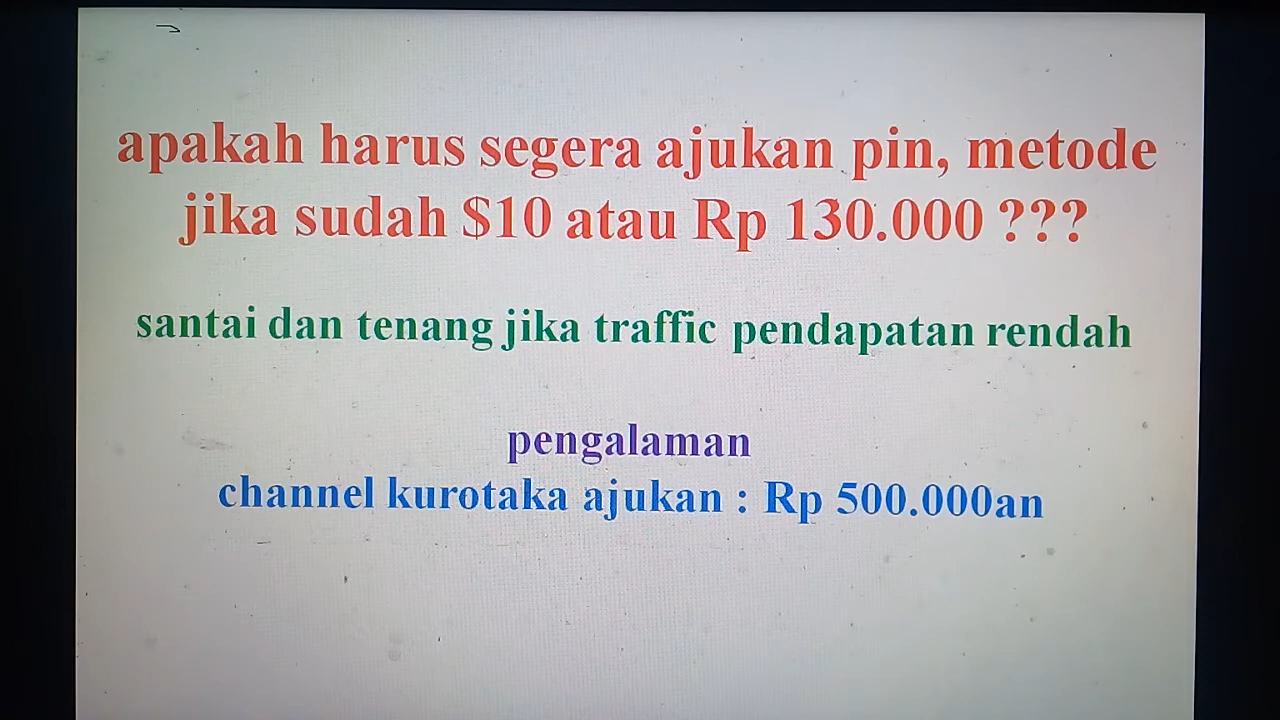 apakah harus segera ajukan pin, metode
jika sudah $10 atau Rp 130.000 ???
santai dan tenang jika traffic pendapatan rendah
pengalaman
channel kurotaka ajukan : Rp 500.000an